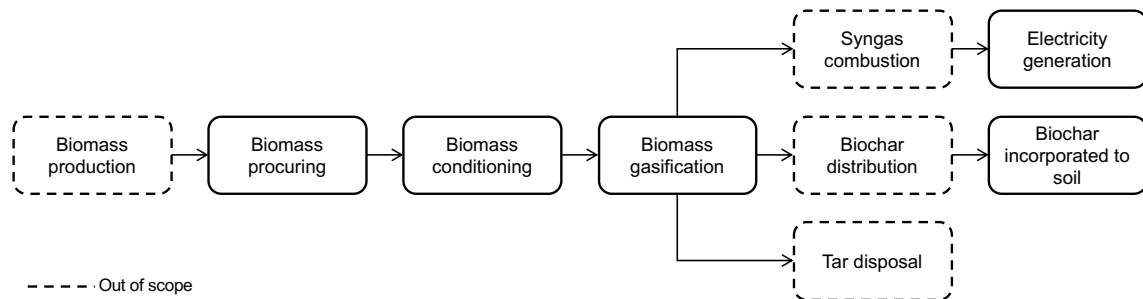 Syngas
combustion
Electricity
generation
Biomass
production
Biomass
procuring
Biomass
conditioning
Biomass
gasification
Biochar
distribution
Biochar
incorporated to
soil
Tar disposal
Out of scope